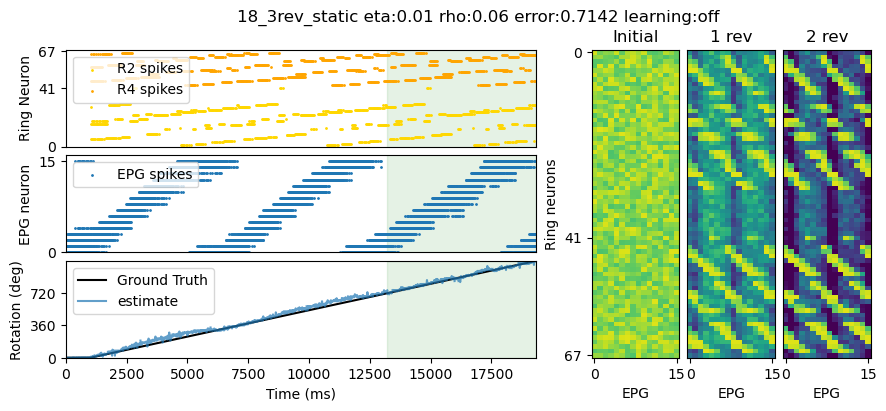 18_3rev_static eta:0.01 rho:0.06 error:0.7142 learning:off
Ring Neuron
67
41
0
R2 spikes
R4 spikes
EPG neuron
15
0
EPG spikes
Rotation (deg)
720
360
0
Ground Truth
estimate
0 2500 5000 7500 10000 12500 15000 17500
Time (ms)
Initial 1 rev 2 rev
Ring neurons
0
41
67
0 15 0 15 0 15
EPG EPG EPG